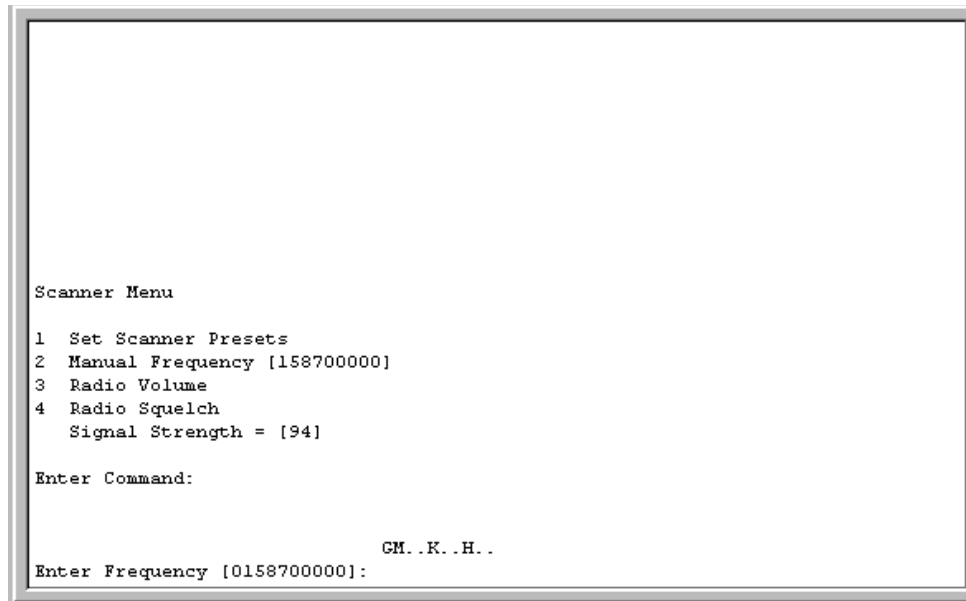 Scanner Menu
1 Set Scanner Presets
2 Manual Frequency [158700000]
3 Radio Volume
4 Radio Squelch
Signal Strength = [94]
Enter Command:
GM..K..H..
Enter Frequency [0158700000]: